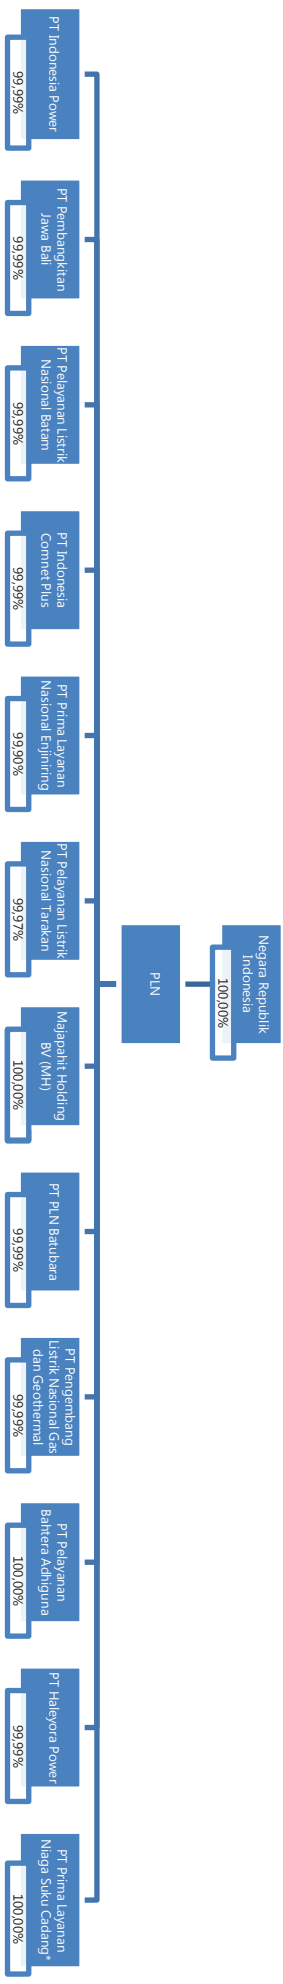 Negara Republik
Indonesia
100,00%
PLN
PT Indonesia Power
99,99%
PT Pembangkitan
Jawa Bali
99,99%
PT Pelayanan Listrik
Nasional Batam
99,99%
PT Indonesia
Comnet Plus
99,99%
PT Prima Layanan
Nasional Enjiniring
99,90%
PT Pelayanan Listrik
Nasional Tarakan
99,97%
Majapahit Holding
BV (MH)
100,00%
PT PLN Batubara
99,99%
PT Pengembang
Listrik Nasional Gas
dan Geothermal
99,99%
PT Pelayanan
Bahtera Adhiguna
100,00%
PT Haleyora Power
99,99%
PT Prima Layanan
Niaga Suku Cadang*
100,00%